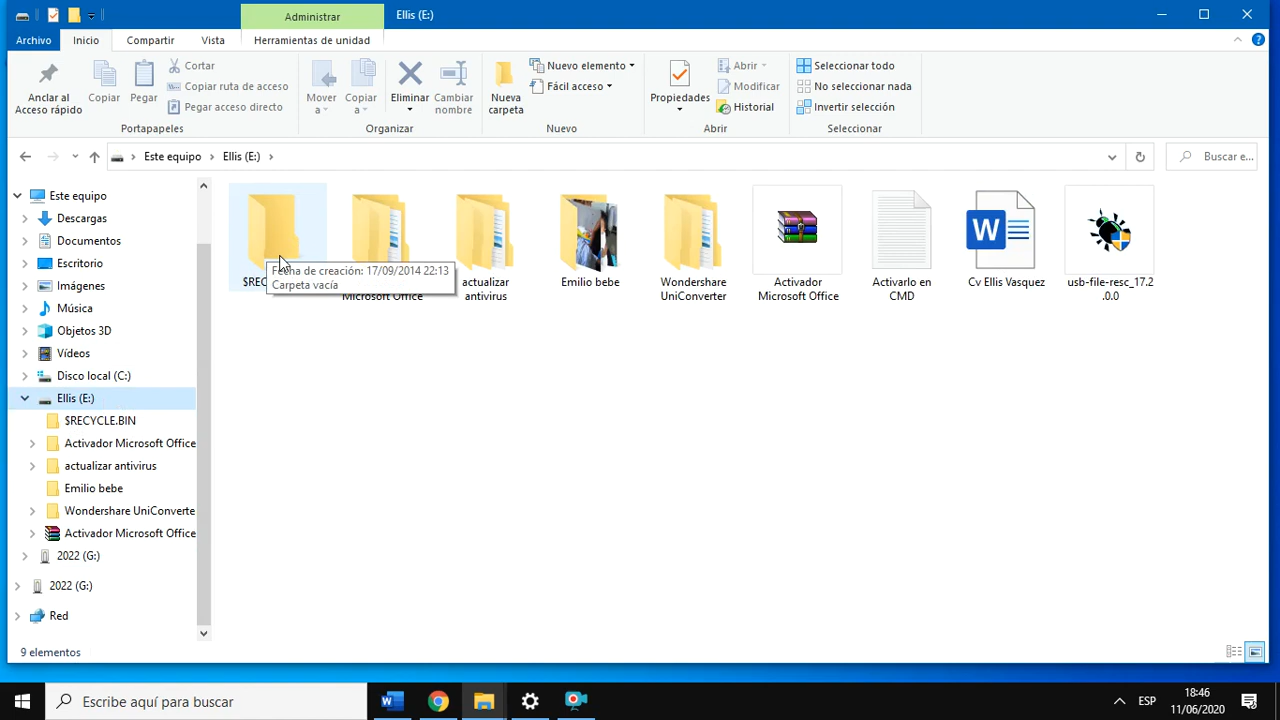 Administrar
Ellis (E:)
Archivo
Inicio
Compartir
Vista
Herramientas de unidad
Anclar al
Acceso rápido
Copiar
Pegar
Cortar
Copiar ruta de acceso
Pegar acceso directo
Portapapeles
Mover
a
Copiar
a
Eliminar
Cambiar
nombre
Organizar
Nueva
carpeta
Nuevo elemento
Fácil acceso
Nuevo
Propiedades
Abrir
Modificar
Historial
Abrir
Seleccionar todo
No seleccionar nada
Invertir selección
Seleccionar
Este equipo
Ellis (E:)
Buscar e...
Este equipo
Descargas
Documentos
Escritorio
Imágenes
Música
Objetos 3D
Vídeos
Disco local (C:)
Ellis (E:)
$RECYCLE.BIN
Activador Microsoft Office
actualizar antivirus
Emilio bebe
Wondershare UniConverte
Activador Microsoft Office
2022 (G:)
2022 (G:)
Red
$REC
Fecha de creación: 17/09/2014 22:13
Carpeta vacía
Microsoft Office
actualizar
antivirus
Emilio bebe
Wondershare
UniConverter
Activador
Microsoft Office
Activarlo en
CMD
Cv Ellis Vasquez
usb-file-resc_17.2
.0.0
9 elementos
Escribe aquí para buscar
ESP
18:46
11/06/2020